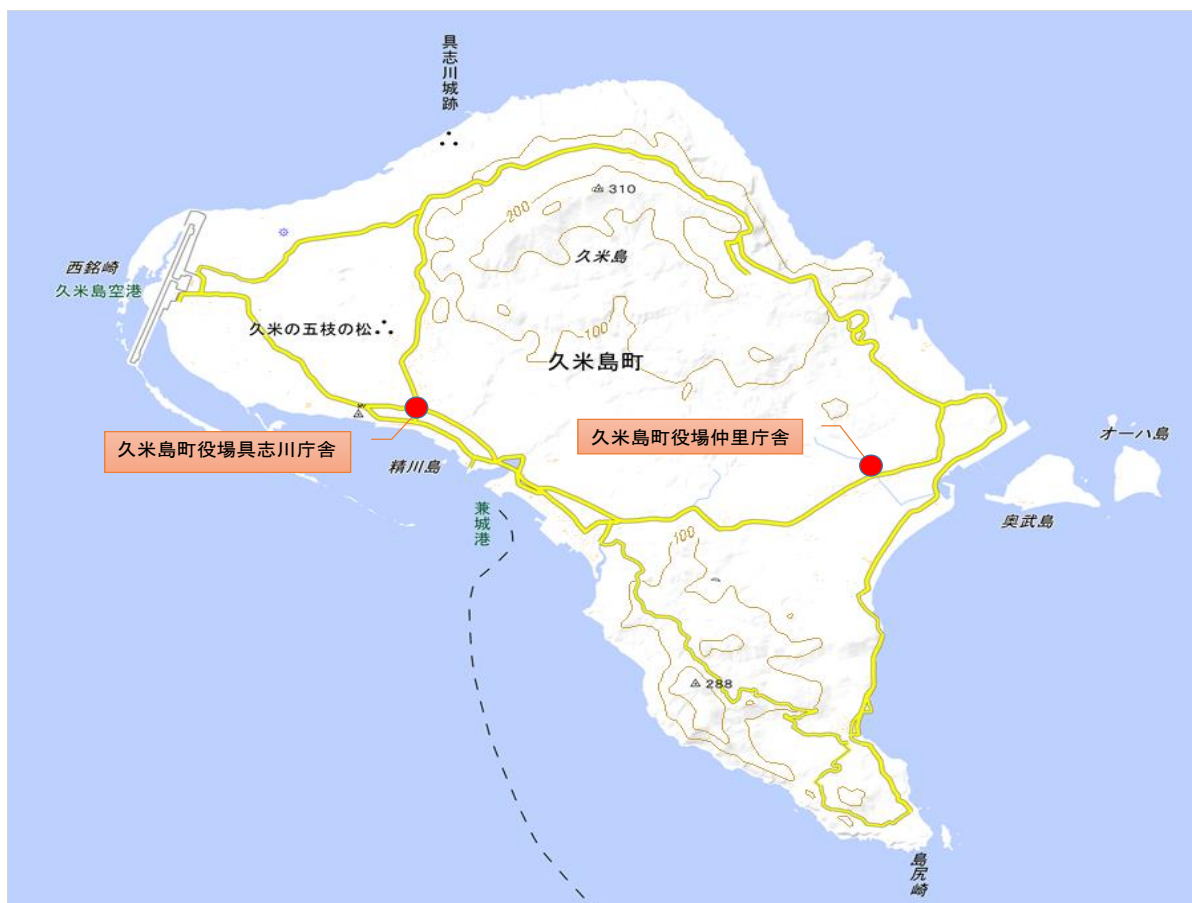 具志川城跡
310
200
西銘崎
久米島
久米島空港
久米の五枝の松
100
久米島町
久米島町役場具志川庁舎
久米島町役場仲里庁舎
オーハ島
精川島
奥武島
兼城港
100
288
島尻崎